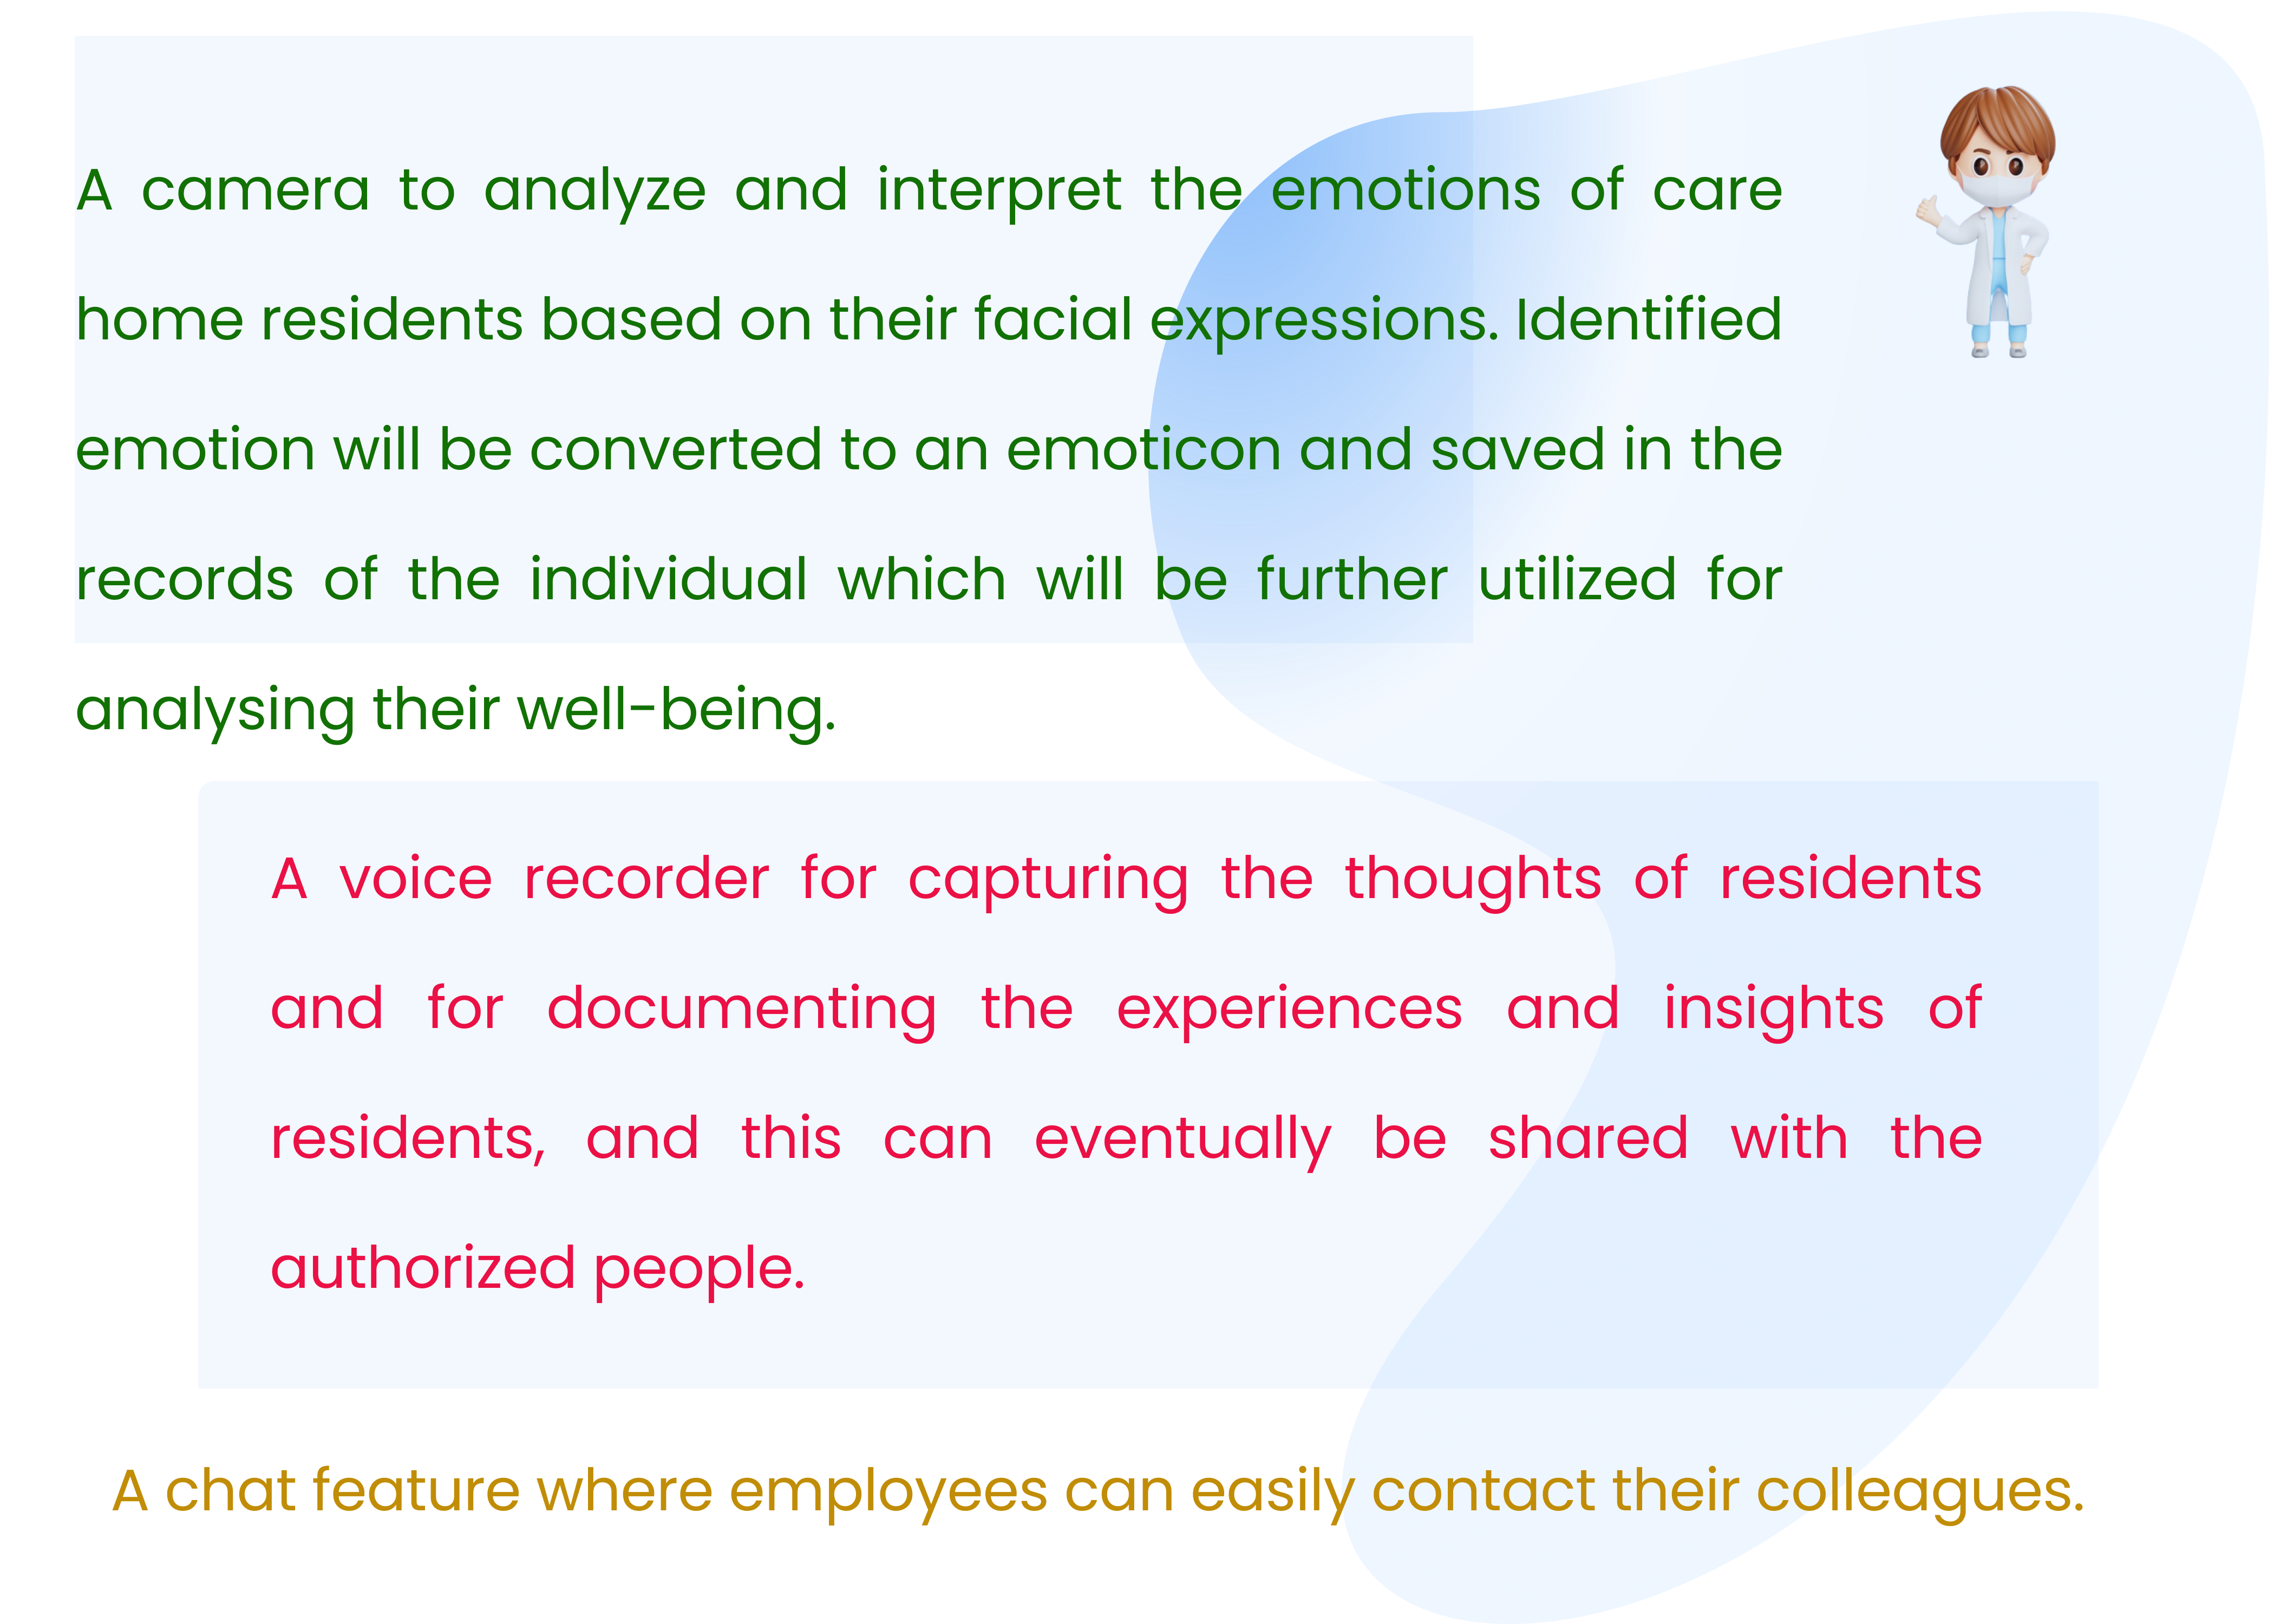 A camera to analyze and interpret the emotions of care
home residents based on their facial expressions. Identified
emotion will be converted to an emoticon and saved in the
records of the individual which will be further utilized for
analysing their well-being.
A voice recorder for capturing the thoughts of residents
and for documenting the experiences and insights of
residents, and this can eventually be shared with the
authorized people.
A chat feature where employees can easily contact their colleagues.